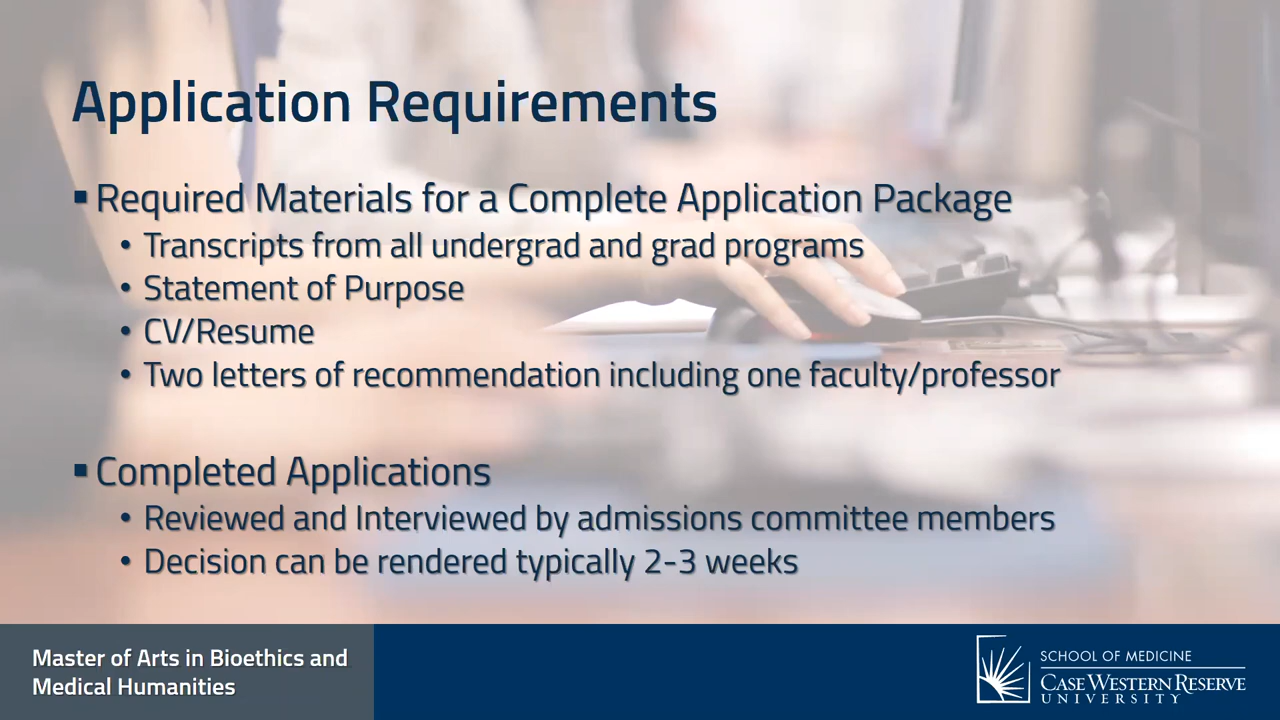 Application Requirements
▪ Required Materials for a Complete Application Package
• Transcripts from all undergrad and grad programs
• Statement of Purpose
• CV/Resume
• Two letters of recommendation including one faculty/professor
▪ Completed Applications
• Reviewed and Interviewed by admissions committee members
• Decision can be rendered typically 2-3 weeks
Master of Arts in Bioethics and
Medical Humanities
SCHOOL OF MEDICINE
CASE WESTERN RESERVE
UNIVERSITY